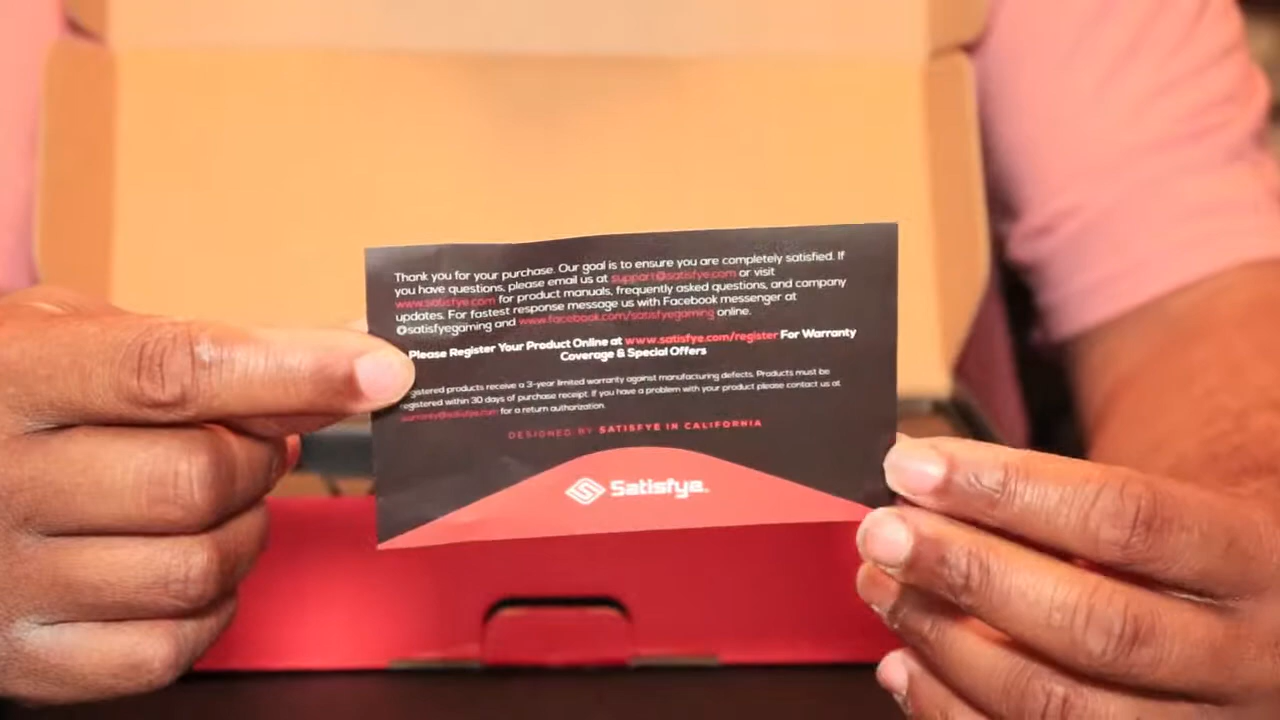 Thank you for your purchase. Our goal is to ensure you are completely satisfied. If
you have questions, please email us at support@satisfye.com or visit
www.satisfye.com for product manuals, frequently asked questions, and company
updates. For fastest response message us with Facebook messenger at
@satisfyegaming and www.facebook.com/satisfyegaming online.
Please Register Your Product Online at www.satisfye.com/register For Warranty
Coverage & Special Offers
gistered products receive a 3-year limited warranty against manufacturing defects. Products must be
registered within 30 days of purchase receipt. If you have a problem with your product please contact us at
warranty@satisfye.com for a return authorization.
DESIGNED BY SATISFYE IN CALIFORNIA
Satisfye